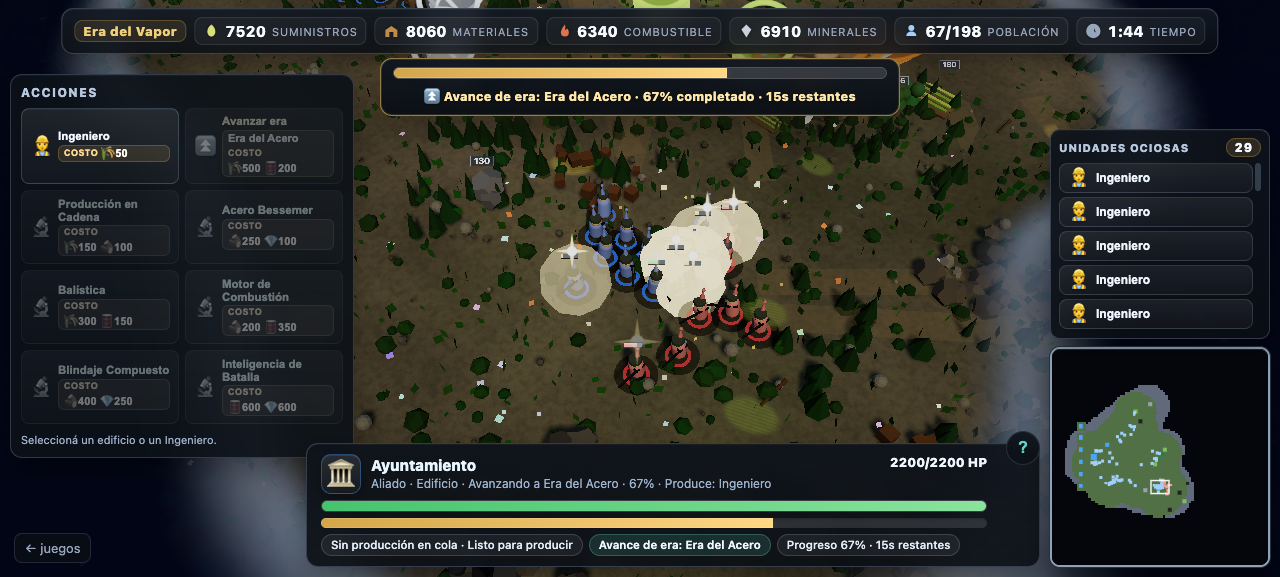 Era del Vapor
7520 SUMINISTROS
8060 MATERIALES
6340 COMBUSTIBLE
6910 MINERALES
67/198 POBLACIÓN
1:44 TIEMPO
Avance de era: Era del Acero · 67% completado · 15s restantes
180
130
ACCIONES
Ingeniero
COSTO 50
Avanzar era
Era del Acero
COSTO
500 200
Producción en
Cadena
COSTO
150 100
Acero Bessemer
COSTO
250 100
Balística
COSTO
300 150
Motor de
Combustión
COSTO
200 350
Blindaje Compuesto
COSTO
400 250
Inteligencia de
Batalla
COSTO
600 600
Seleccioná un edificio o un Ingeniero.
UNIDADES OCIOSAS 29
Ingeniero
Ingeniero
Ingeniero
Ingeniero
Ingeniero
?
Ayuntamiento
2200/2200 HP
Aliado · Edificio · Avanzando a Era del Acero · 67% · Produce: Ingeniero
Sin producción en cola · Listo para producir
Avance de era: Era del Acero
Progreso 67% · 15s restantes
← juegos